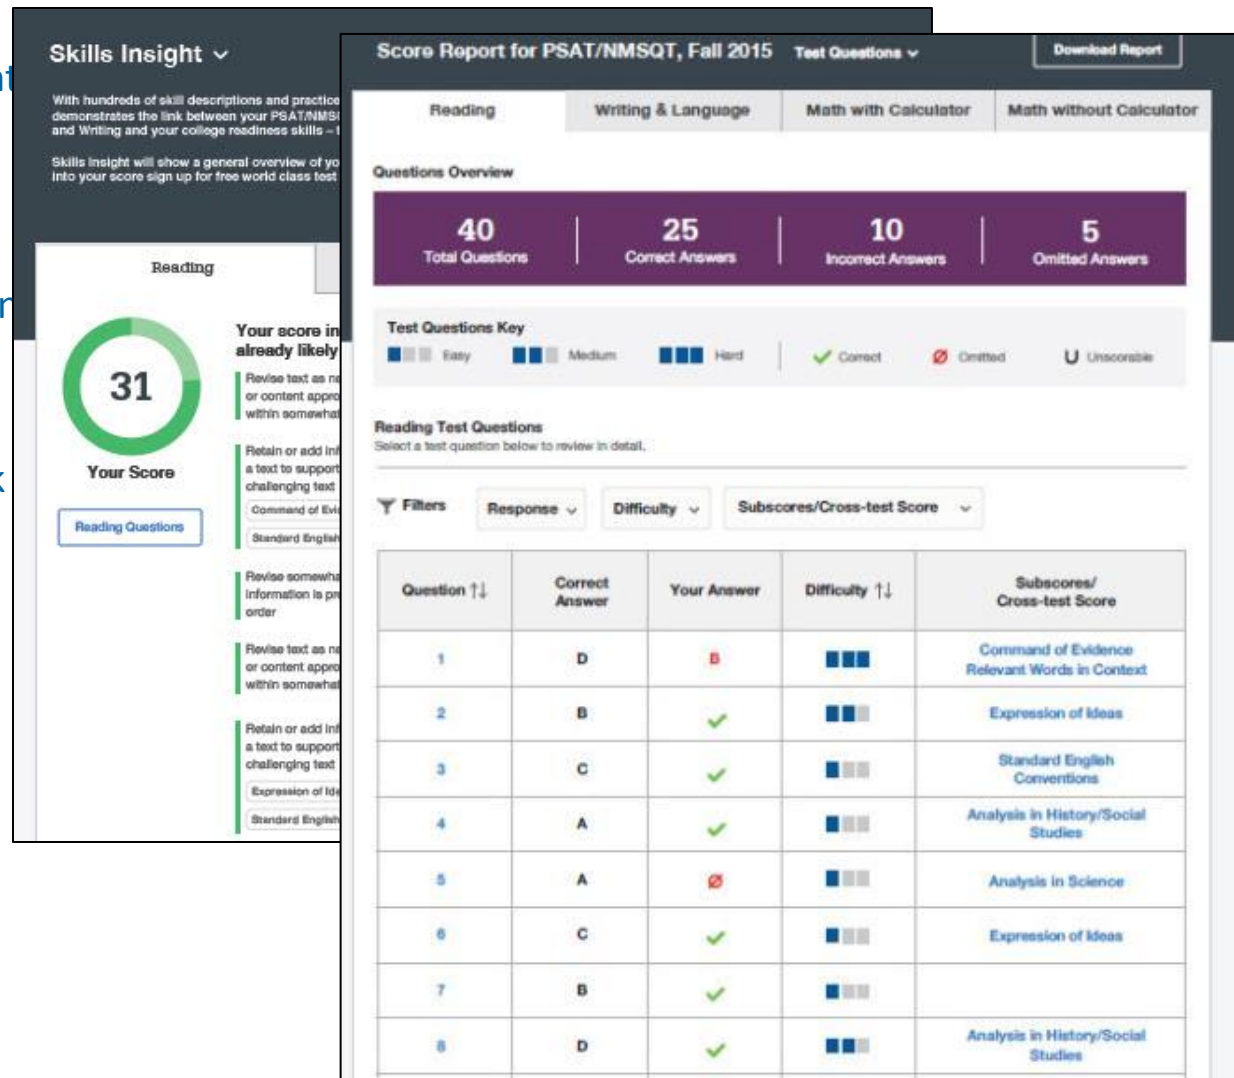 Skills Insight
With hundreds of skill descriptions and practice
demonstrates the link between your PSAT/NMS
and Writing and your college readiness skills –
Skills Insight will show a general overview of yo
into your score sign up for free world class test
Reading
31
Your Score
Reading Questions
Your score in
already likely
Revise text as ne
or content appro
within somewhat
Retain or add inf
a text to support
challenging text
Command of Evi
Standard English
Revise somewha
information is pr
order
Revise text as ne
or content appro
within somewhat
Retain or add inf
a text to support
challenging text
Expression of Ide
Standard English
Score Report for PSAT/NMSQT, Fall 2015 Test Questions
Download Report
Reading Writing & Language Math with Calculator Math without Calculator
Questions Overview
40 25 10 5
Total Questions Correct Answers Incorrect Answers Omitted Answers
Test Questions Key
Easy Medium Hard Correct Omitted U Unscorable
Reading Test Questions
Select a test question below to review in detail.
Filters Response Difficulty Subscores/Cross-test Score
Question ↑↓ Correct Answer Your Answer Difficulty ↑↓ Subscores/ Cross-test Score
1 D B Command of Evidence
Relevant Words in Context
2 B Expression of Ideas
3 C Standard English
Conventions
4 A Analysis in History/Social
Studies
5 A Analysis in Science
6 C Expression of Ideas
7 B
8 D Analysis in History/Social
Studies